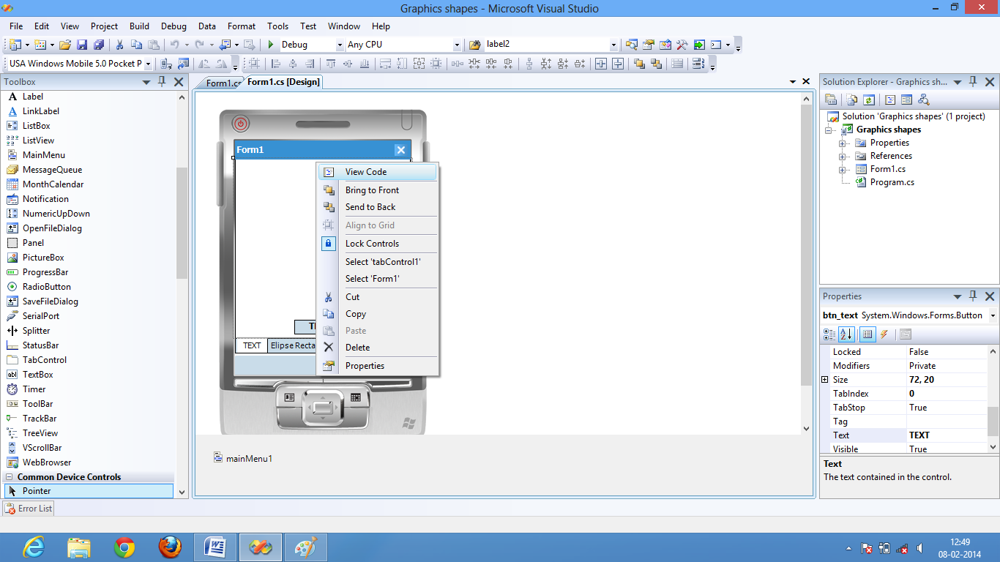 Graphics shapes - Microsoft Visual Studio
File Edit View Project Build Debug Data Format Tools Test Window Help
Debug Any CPU label2
USA Windows Mobile 5.0 Pocket P
Toolbox
Label
LinkLabel
ListBox
ListView
MainMenu
MessageQueue
MonthCalendar
Notification
NumericUpDown
OpenFileDialog
Panel
PictureBox
ProgressBar
RadioButton
SaveFileDialog
SerialPort
Splitter
StatusBar
TabControl
TextBox
Timer
ToolBar
TrackBar
TreeView
VScrollBar
WebBrowser
Common Device Controls
Pointer
Error List
Form1.cs Form1.cs [Design]
Form1
TEXT Elipse Recta
View Code
Bring to Front
Send to Back
Align to Grid
Lock Controls
Select 'tabControl1'
Select 'Form1'
Cut
Copy
Paste
Delete
Properties
mainMenu1
Solution Explorer - Graphics sh...
Solution 'Graphics shapes' (1 project)
Graphics shapes
Properties
References
Form1.cs
Program.cs
Properties
btn_text System.Windows.Forms.Button
Locked False
Modifiers Private
Size 72, 20
TabIndex 0
TabStop True
Tag
Text TEXT
Visible True
Text
The text contained in the control.
12:49
08-02-2014